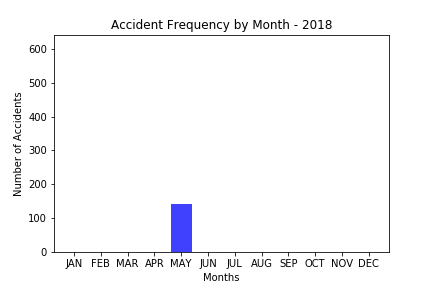 Accident Frequency by Month - 2018
Number of Accidents
600
500
400
300
200
100
0
JAN FEB MAR APR MAY JUN JUL AUG SEP OCT NOV DEC
Months